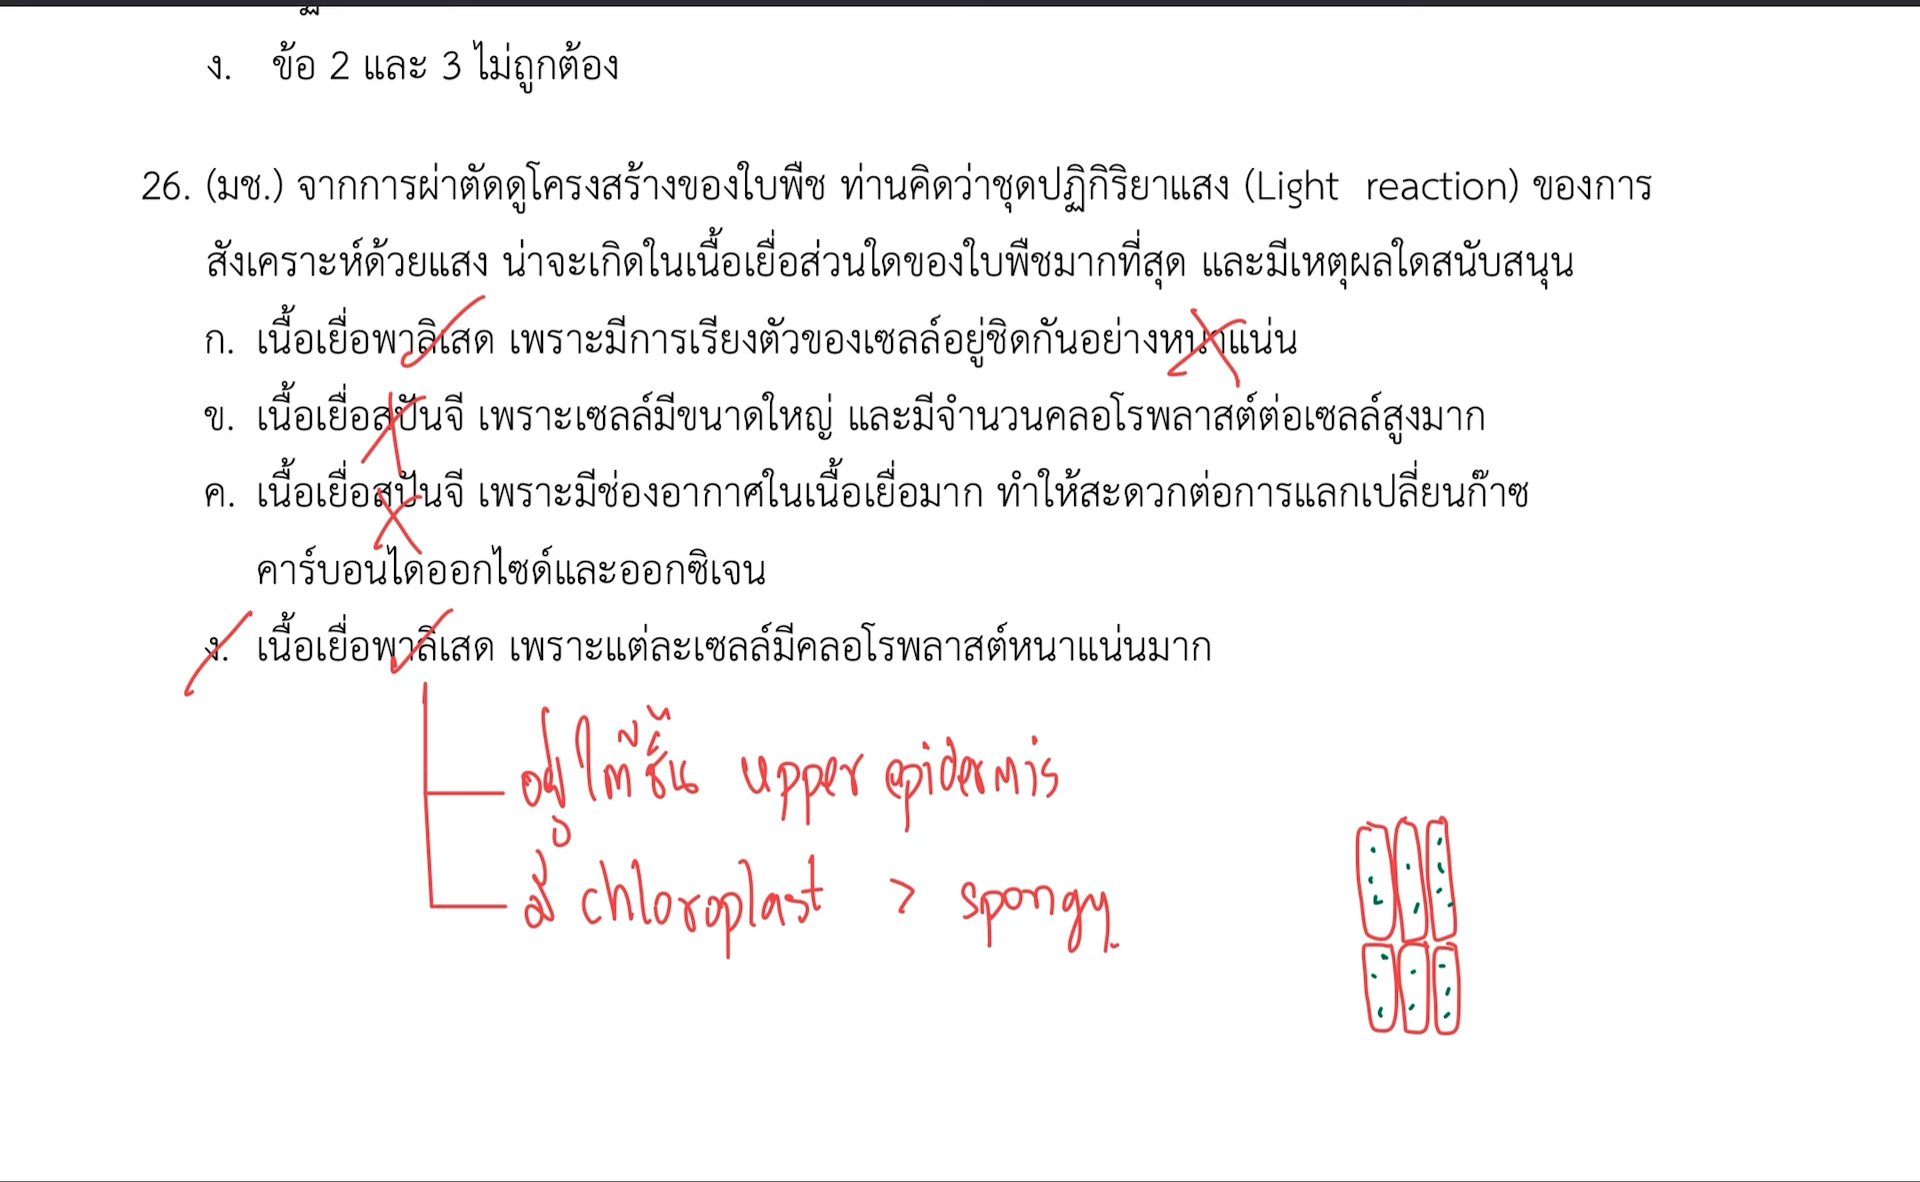 ง. ข้อ 2 และ 3 ไม่ถูกต้อง
26. (มช.) จากการผ่าตัดดูโครงสร้างของใบพืช ท่านคิดว่าชุดปฏิกิริยาแสง (Light reaction) ของการ
สังเคราะห์ด้วยแสง น่าจะเกิดในเนื้อเยื่อส่วนใดของใบพืชมากที่สุด และมีเหตุผลใดสนับสนุน
ก. เนื้อเยื่อพาลิเสด เพราะมีการเรียงตัวของเซลล์อยู่ชิดกันอย่างหนาแน่น
ข. เนื้อเยื่อสปันจี เพราะเซลล์มีขนาดใหญ่ และมีจำนวนคลอโรพลาสต์ต่อเซลล์สูงมาก
ค. เนื้อเยื่อสปันจี เพราะมีช่องอากาศในเนื้อเยื่อมาก ทำให้สะดวกต่อการแลกเปลี่ยนก๊าซ
คาร์บอนไดออกไซด์และออกซิเจน
ง. เนื้อเยื่อพาลิเสด เพราะแต่ละเซลล์มีคลอโรพลาสต์หนาแน่นมาก
อยู่ใต้ชั้น upper epidermis
มี chloroplast > spongy